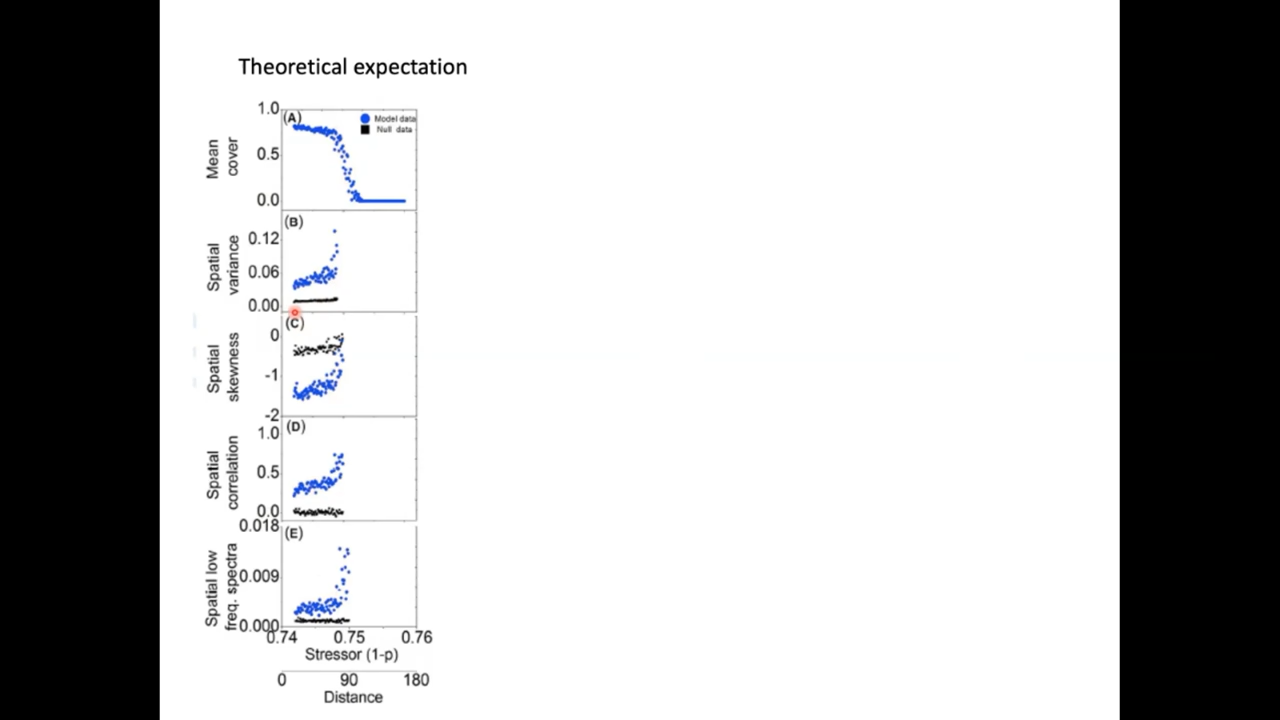 Theoretical expectation
(A)
Model data
Null data
1.0
0.5
0.0
Mean
cover
(B)
0.12
0.06
0.00
Spatial
variance
(C)
0
-1
-2
Spatial
skewness
(D)
1.0
0.5
0.0
Spatial
correlation
(E)
0.018
0.009
0.000
Spatial low
freq. spectra
0.74 0.75 0.76
Stressor (1-p)
0 90 180
Distance